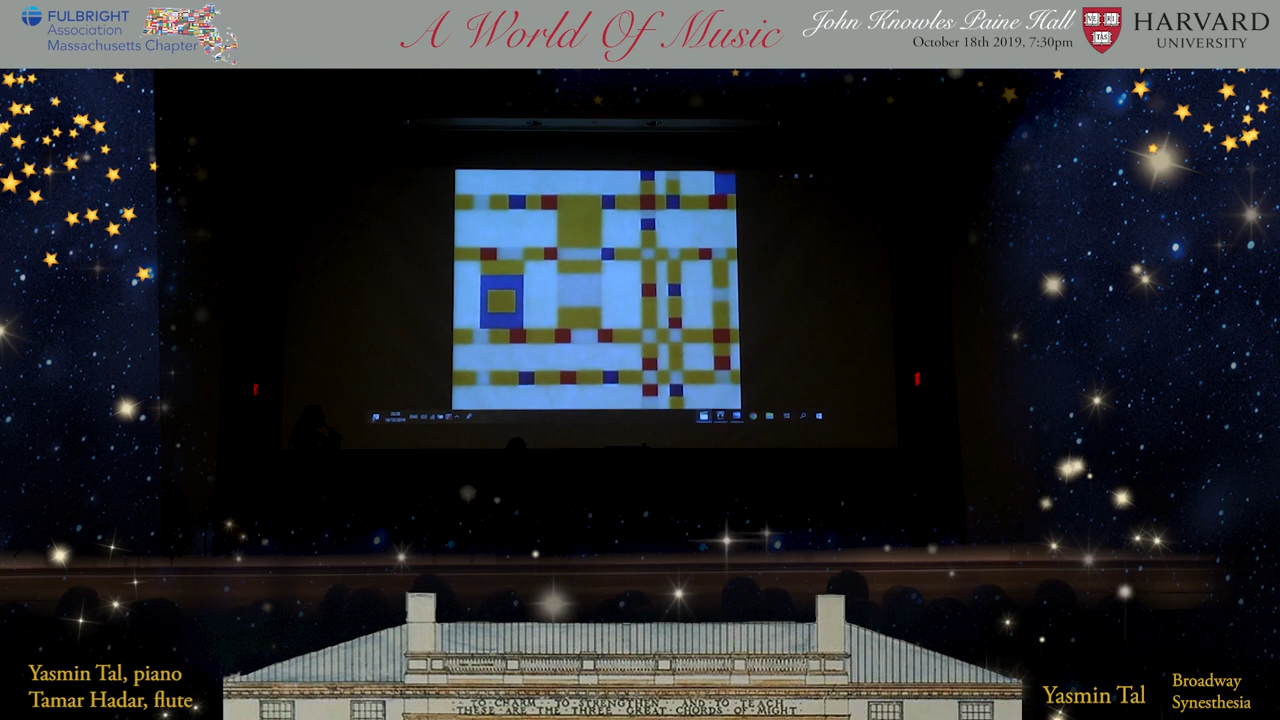 FULBRIGHT
Association
Massachusetts Chapter
A World Of Music
John Knowles Paine Hall
October 18th 2019, 7:30pm
HARVARD
UNIVERSITY
Yasmin Tal, piano
Tamar Hadar, flute
TO CHARM TO STRENGTHEN AND TO TEACH
THESE ARE THE THREE GREAT CHORDS OF MIGHT
Yasmin Tal
Broadway
Synesthesia